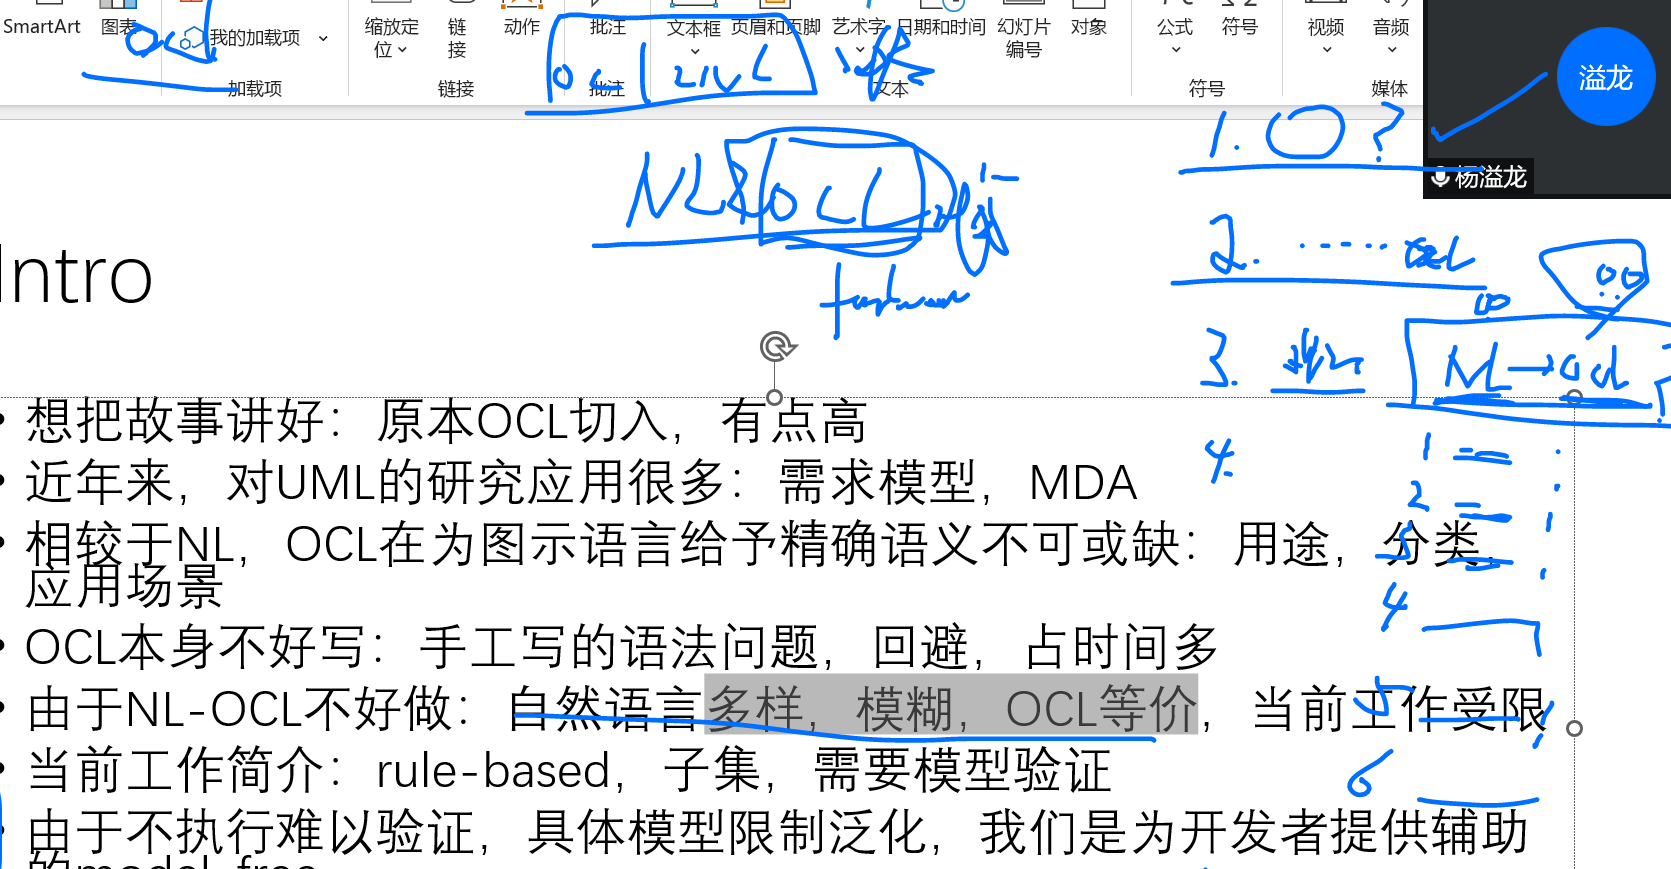 SmartArt 图表 我的加载项 缩放定位 链接 动作 批注 文本框 页眉和页脚 艺术字 日期和时间 幻灯片编号 对象 公式 符号 视频 音频
加载项 链接 批注 文本 符号 媒体
溢龙
杨溢龙
ocl
1. ?
NL
OCL
2.
3.
4.
M→
1
2
3
4
5
6
Intro
• 想把故事讲好：原本OCL切入，有点高
• 近年来，对UML的研究应用很多：需求模型，MDA
• 相较于NL，OCL在为图示语言给予精确语义不可或缺：用途，分类，
应用场景
• OCL本身不好写：手工写的语法问题，回避，占时间多
• 由于NL-OCL不好做：自然语言多样，模糊，OCL等价，当前工作受限
• 当前工作简介：rule-based，子集，需要模型验证
• 由于不执行难以验证，具体模型限制泛化，我们是为开发者提供辅助
的model-free